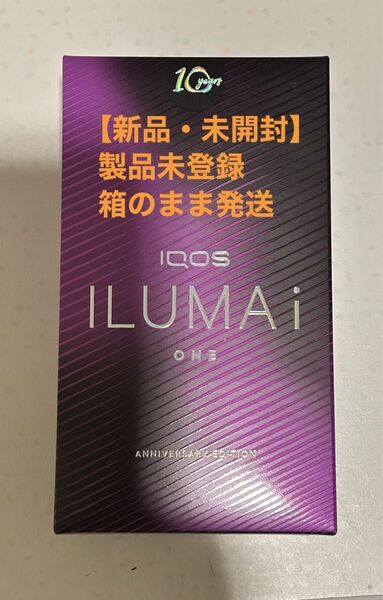 10 years
【新品・未開封】
製品未登録
箱のまま発送
IQOS
ILUMA i
ONE
ANNIVERSARY EDITION